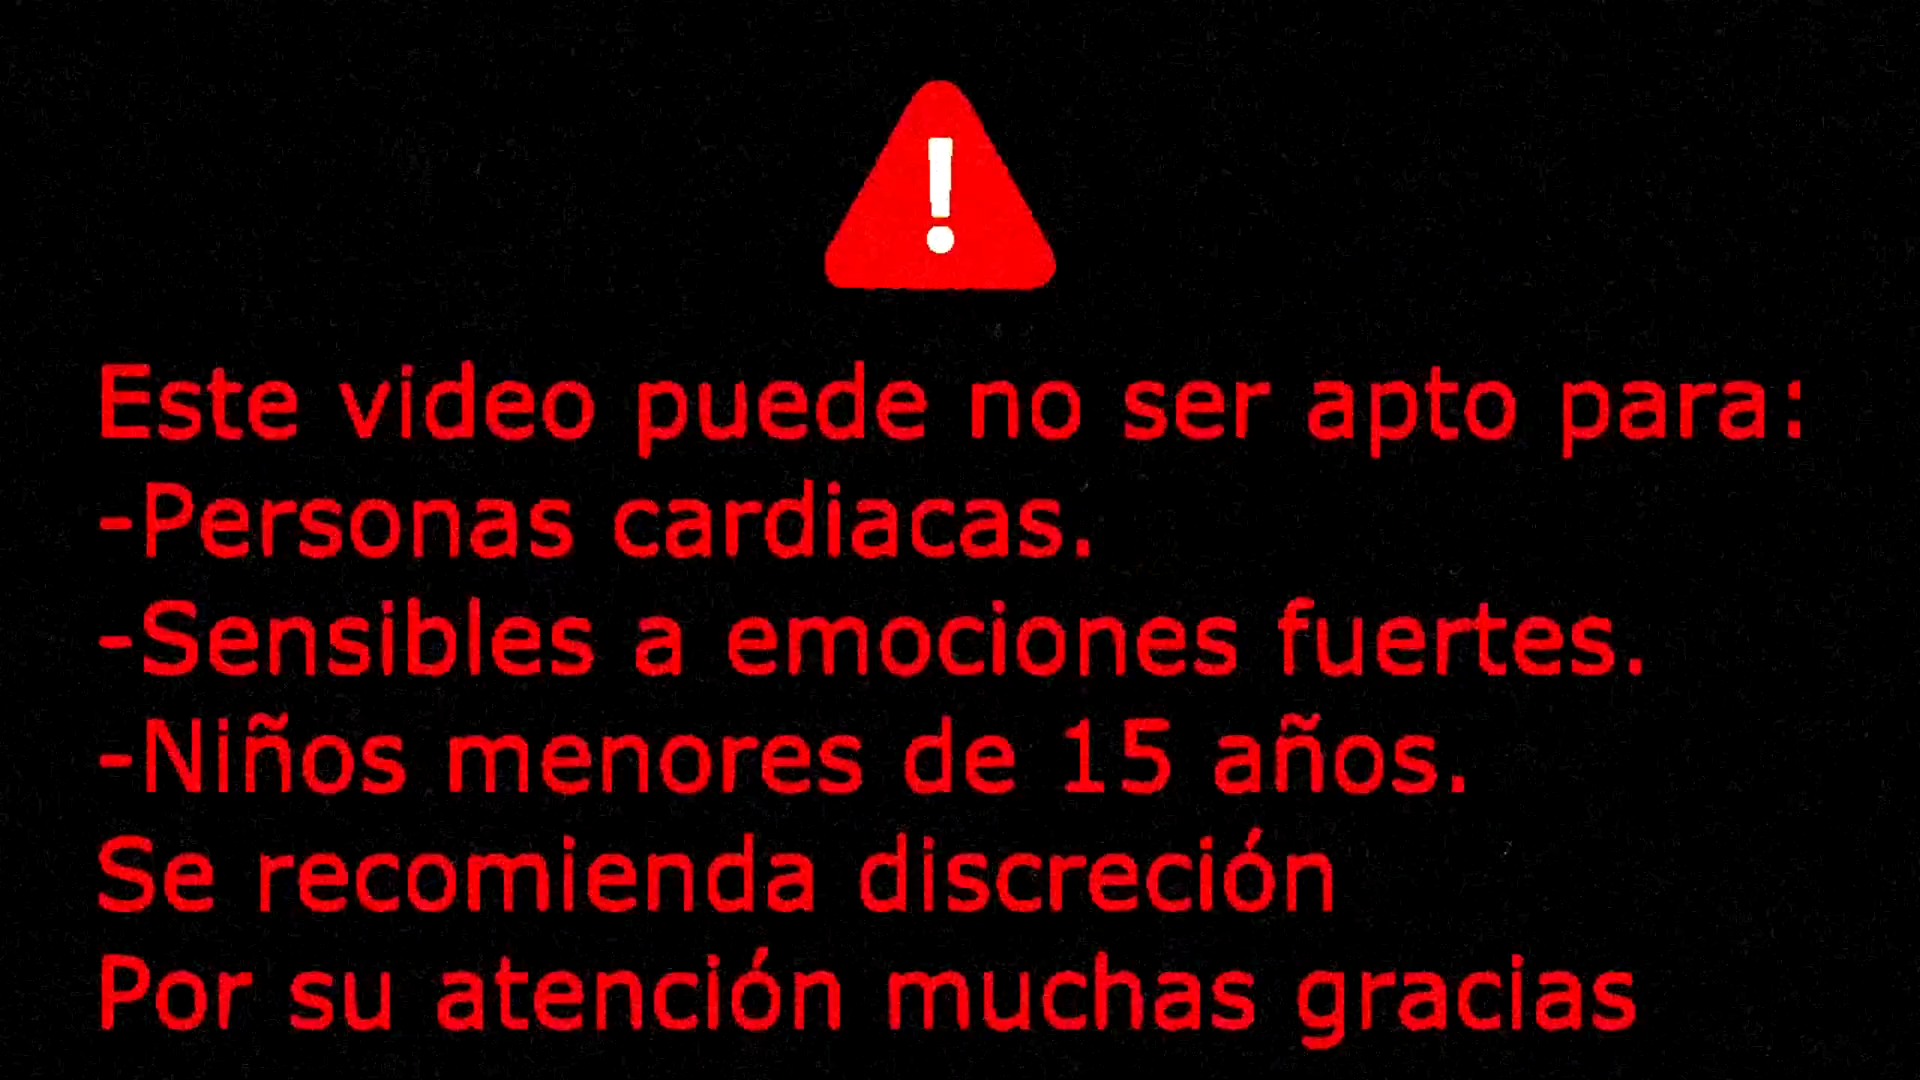 Este video puede no ser apto para:
-Personas cardiacas.
-Sensibles a emociones fuertes.
-Niños menores de 15 años.
Se recomienda discreción
Por su atención muchas gracias